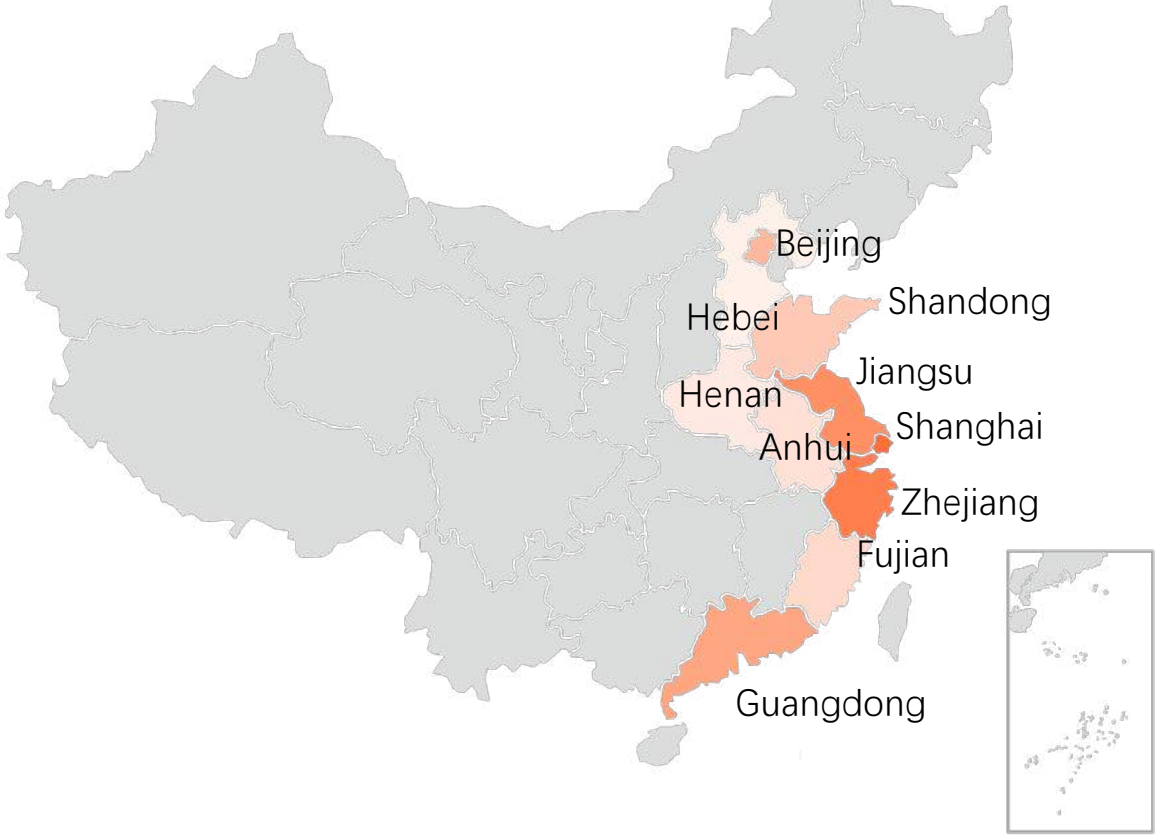 Beijing
Shandong
Hebei
Jiangsu
Henan
Shanghai
Anhui
Zhejiang
Fujian
Guangdong